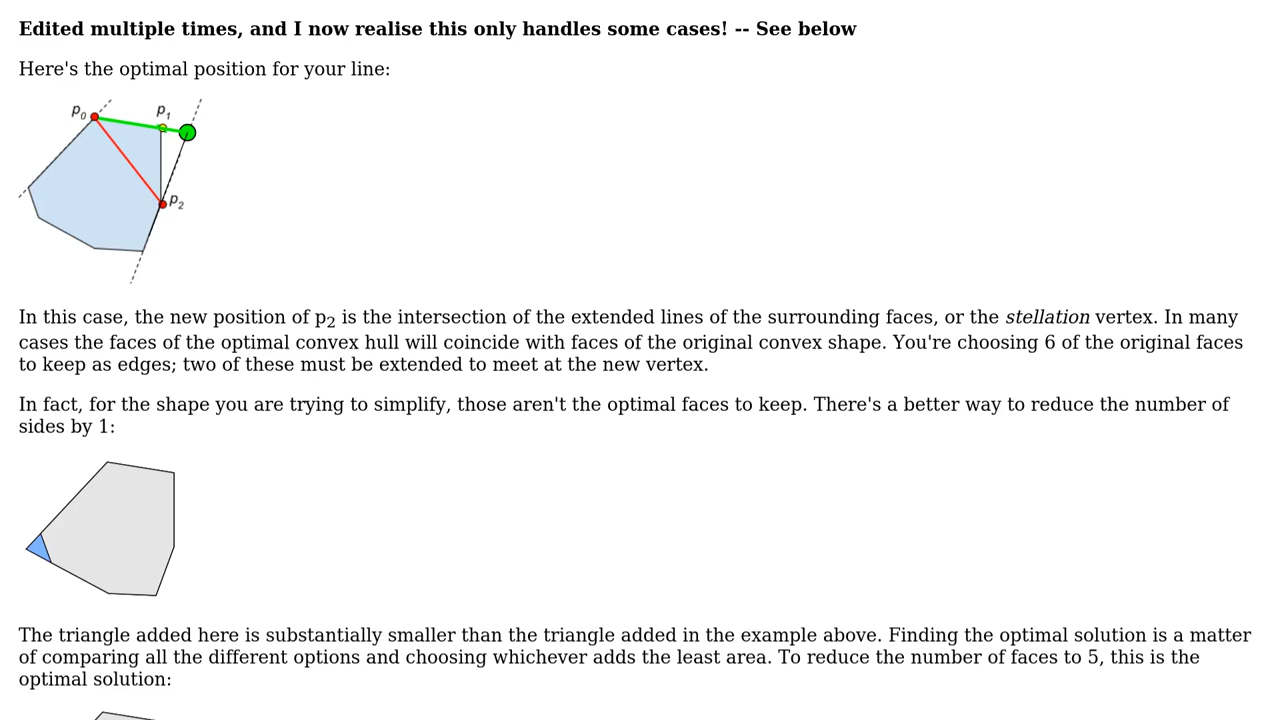 Edited multiple times, and I now realise this only handles some cases! -- See below
Here's the optimal position for your line:
p0 p1
p2
In this case, the new position of p2 is the intersection of the extended lines of the surrounding faces, or the stellation vertex. In many
cases the faces of the optimal convex hull will coincide with faces of the original convex shape. You're choosing 6 of the original faces
to keep as edges; two of these must be extended to meet at the new vertex.
In fact, for the shape you are trying to simplify, those aren't the optimal faces to keep. There's a better way to reduce the number of
sides by 1:
The triangle added here is substantially smaller than the triangle added in the example above. Finding the optimal solution is a matter
of comparing all the different options and choosing whichever adds the least area. To reduce the number of faces to 5, this is the
optimal solution: